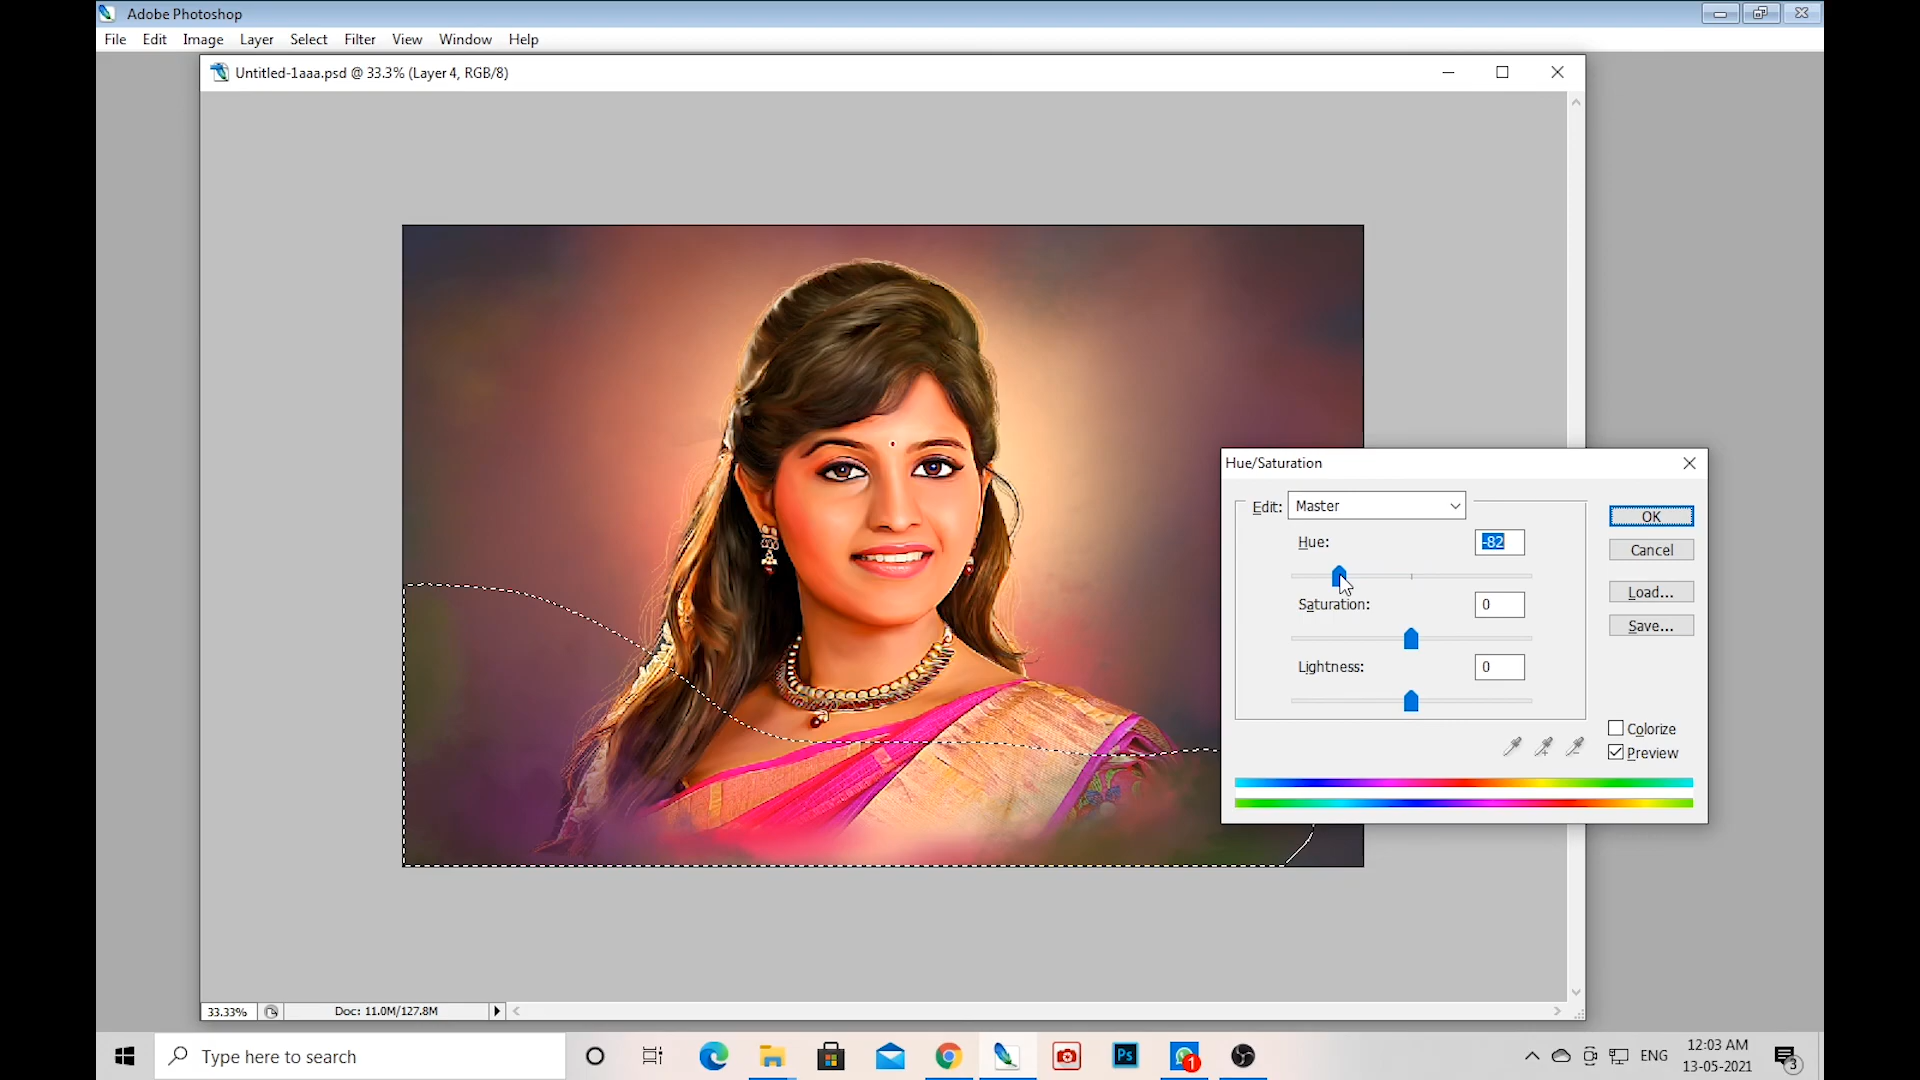 Adobe Photoshop
File Edit Image Layer Select Filter View Window Help
Untitled-1aaa.psd @ 33.3% (Layer 4, RGB/8)
Hue/Saturation
Edit: Master
OK
Hue: -82
Cancel
Load...
Saturation: 0
Save...
Lightness: 0
Colorize
Preview
33.33% Doc: 11.0M/127.8M
Type here to search
Ps
1
ENG
12:03 AM
13-05-2021
3